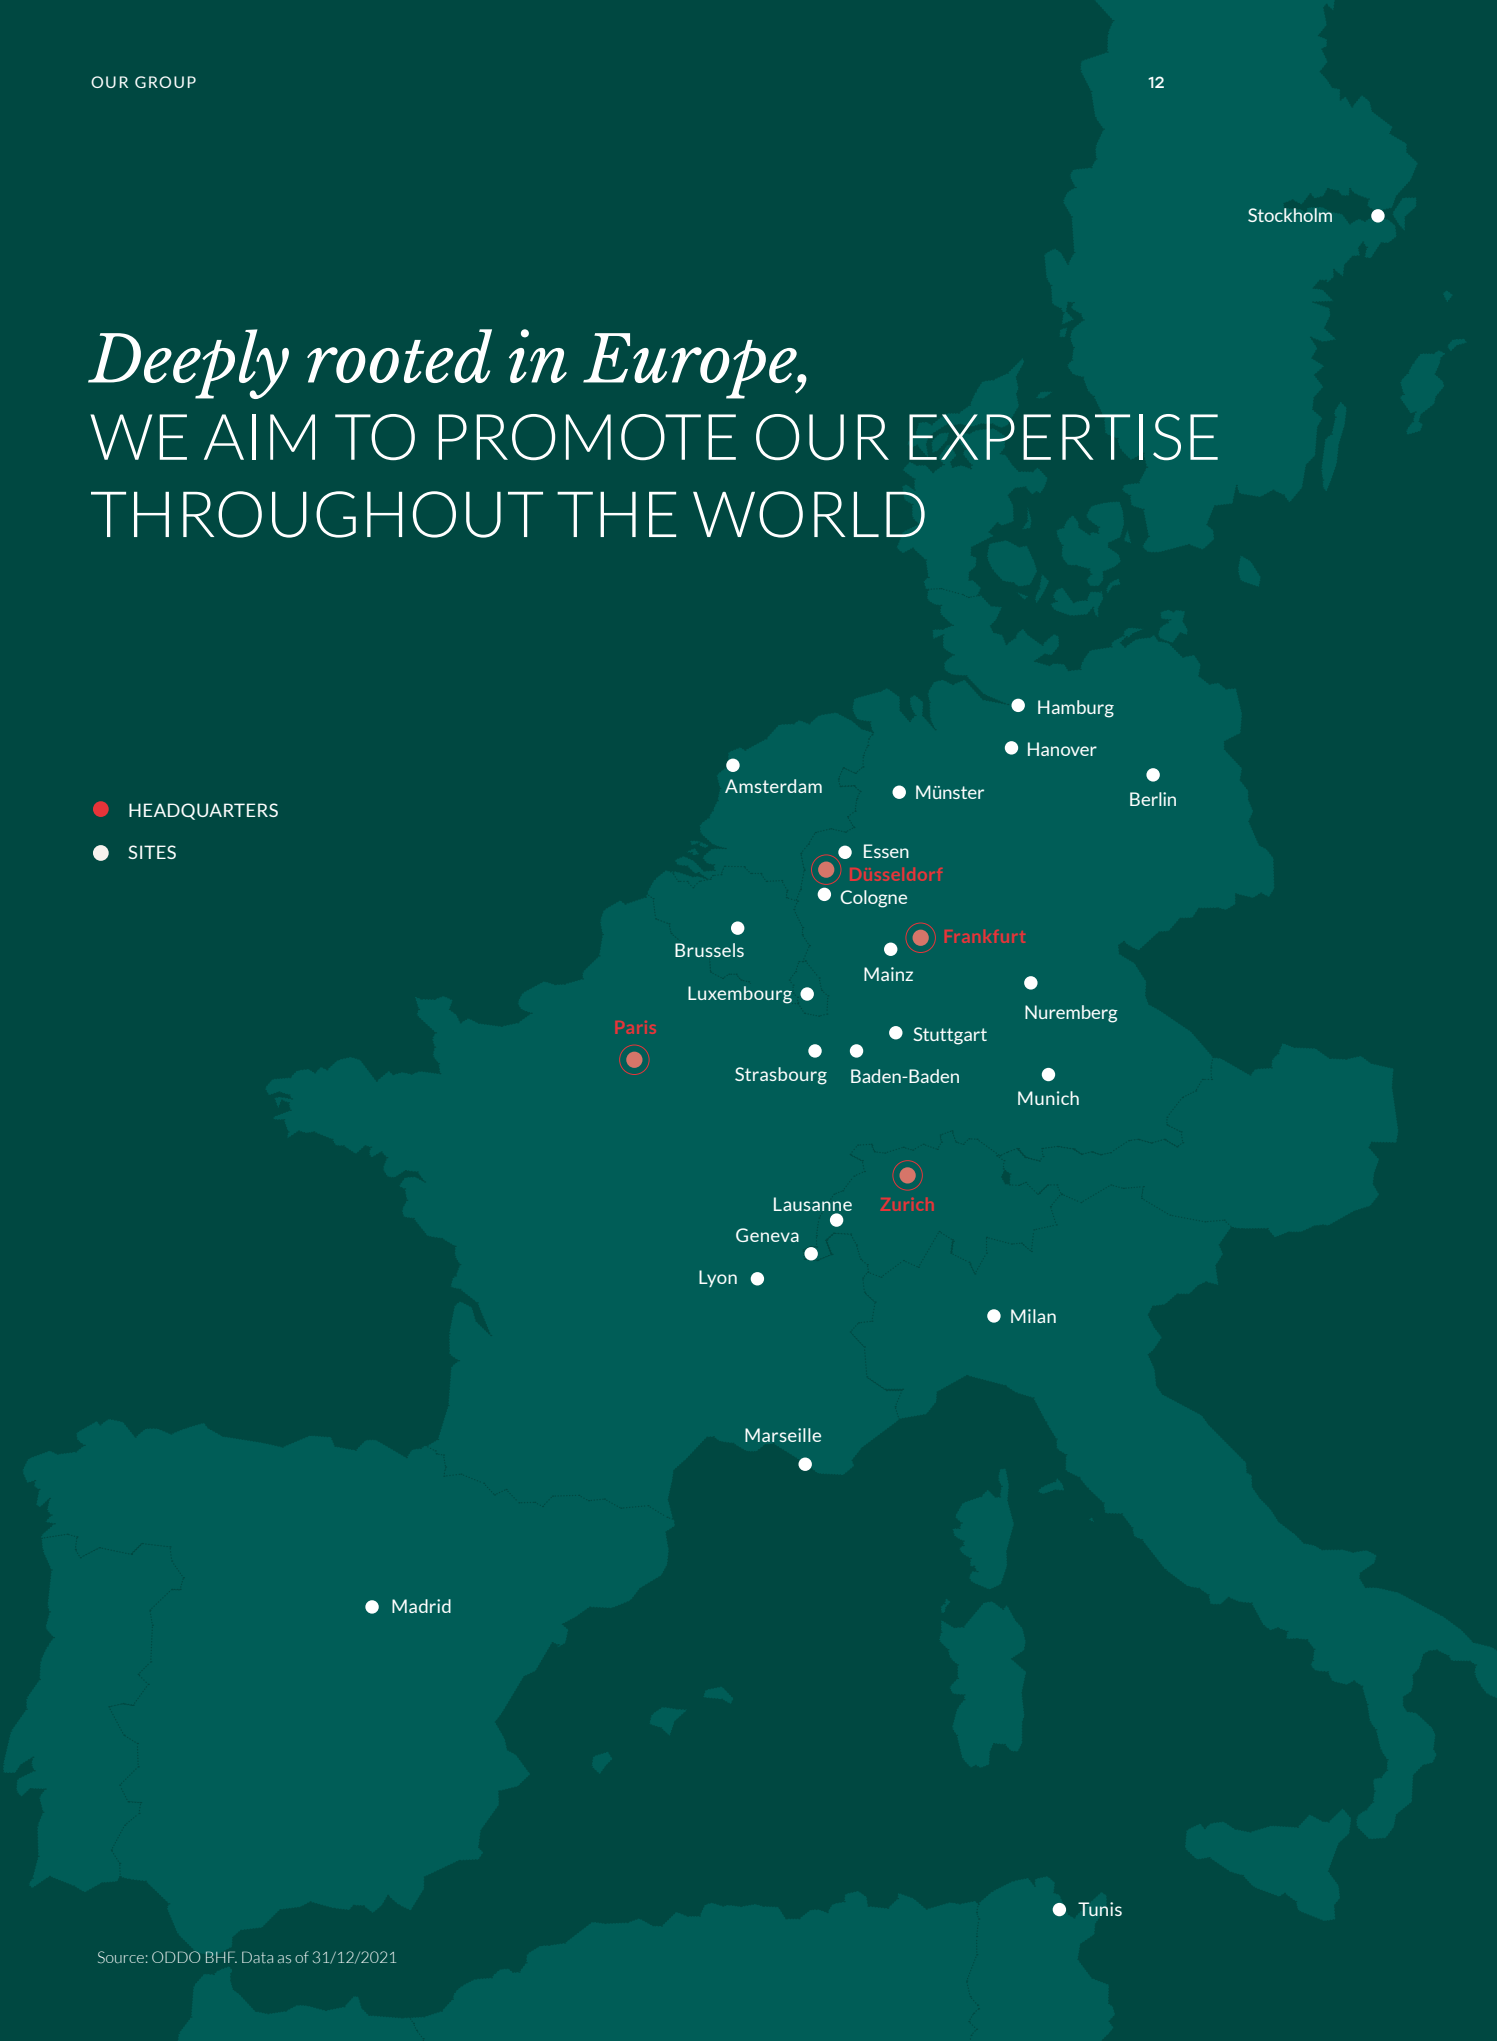 OUR GROUP
12
Stockholm
Deeply rooted in Europe,
WE AIM TO PROMOTE OUR EXPERTISE
THROUGHOUT THE WORLD
Hamburg
Hanover
Amsterdam
Münster
Berlin
HEADQUARTERS
SITES
Essen
Düsseldorf
Cologne
Frankfurt
Brussels
Mainz
Luxembourg
Nuremberg
Paris
Stuttgart
Strasbourg
Baden-Baden
Munich
Lausanne
Zurich
Geneva
Lyon
Milan
Marseille
Madrid
Tunis
Source: ODDO BHF. Data as of 31/12/2021